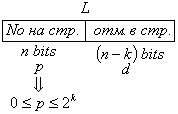 L
No на стр. отм. в стр.
n bits (n − k) bits
p d
⇓
0 ≤ p ≤ 2^k